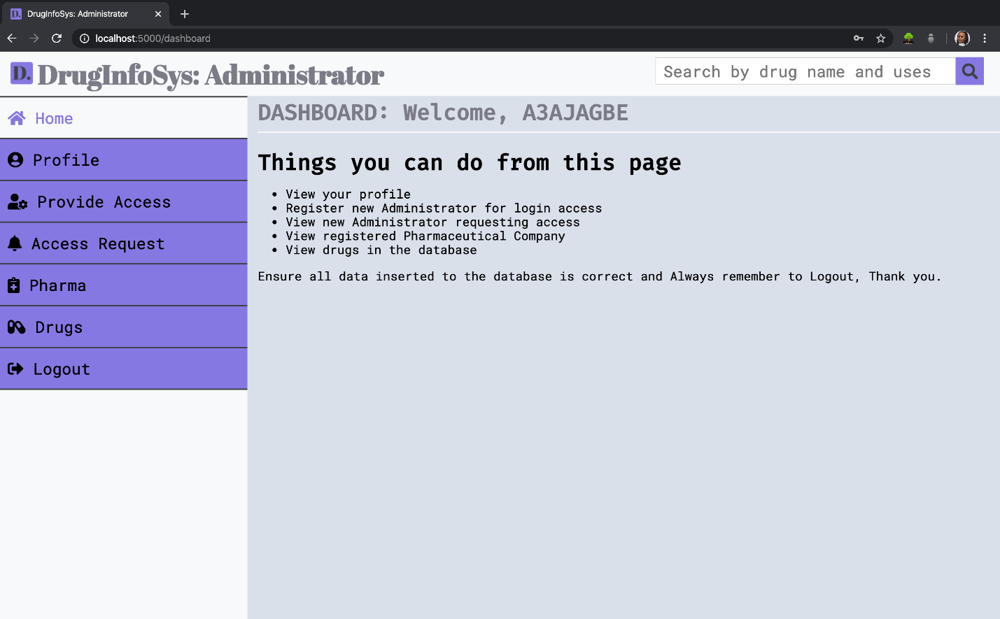 D. DrugInfoSys: Administrator
localhost:5000/dashboard
D. DrugInfoSys: Administrator
Search by drug name and uses
Home
Profile
Provide Access
Access Request
Pharma
Drugs
Logout
DASHBOARD: Welcome, A3AJAGBE
Things you can do from this page
• View your profile
• Register new Administrator for login access
• View new Administrator requesting access
• View registered Pharmaceutical Company
• View drugs in the database
Ensure all data inserted to the database is correct and Always remember to Logout, Thank you.